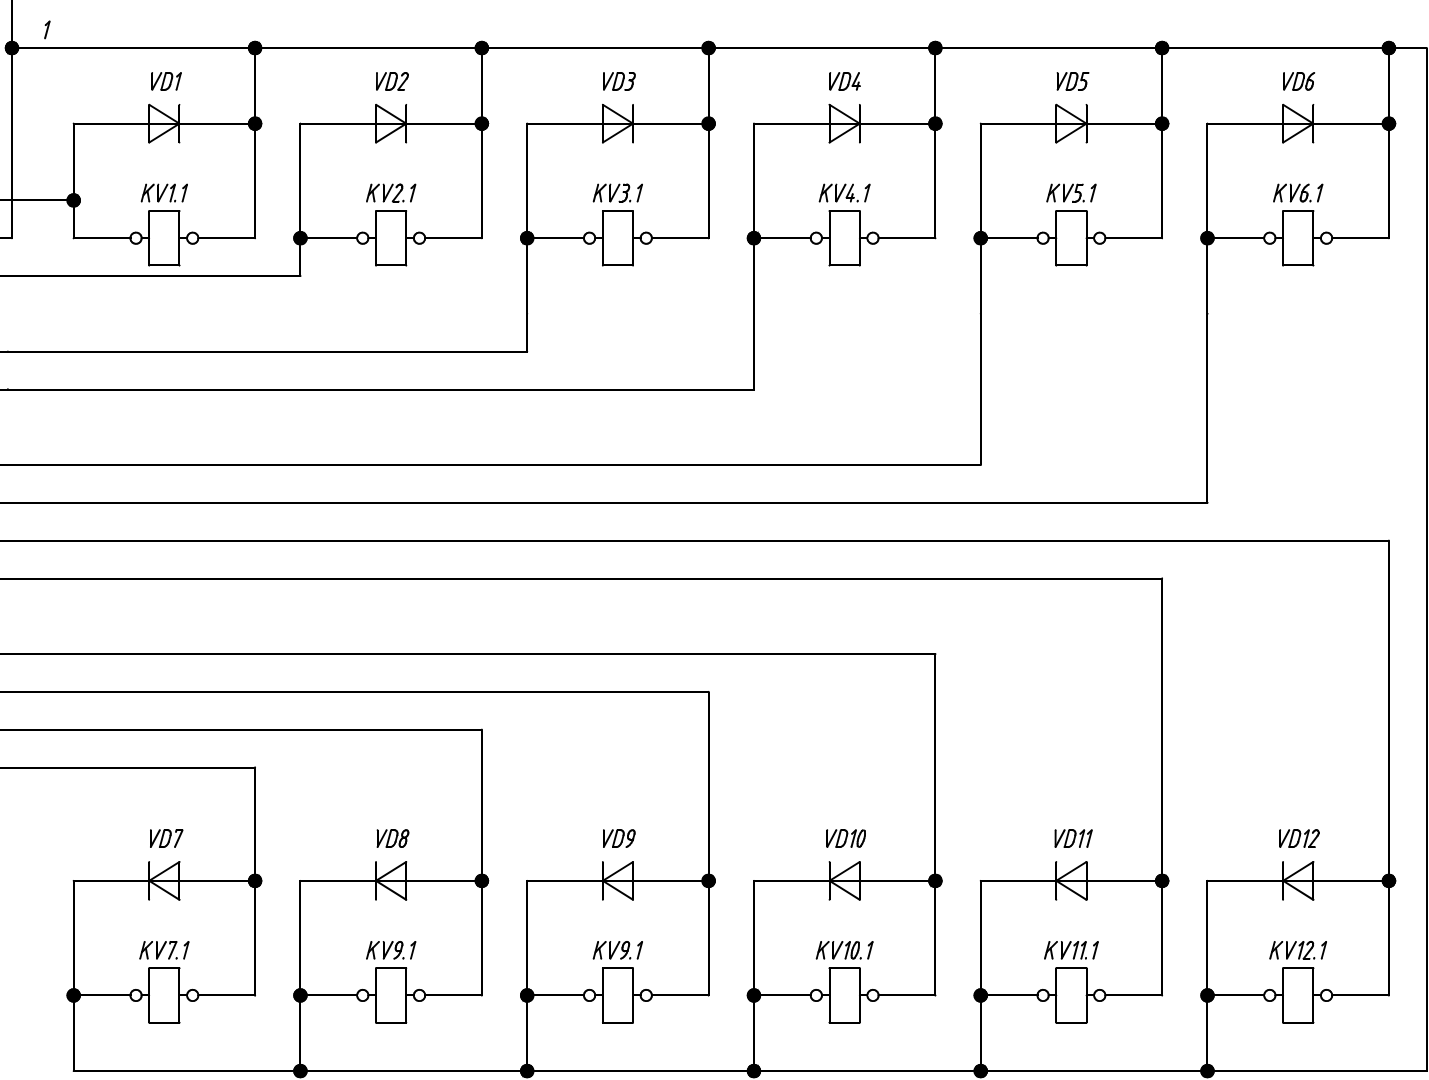 1
VD1 VD2 VD3 VD4 VD5 VD6
KV1.1 KV2.1 KV3.1 KV4.1 KV5.1 KV6.1
VD7 VD8 VD9 VD10 VD11 VD12
KV7.1 KV9.1 KV9.1 KV10.1 KV11.1 KV12.1